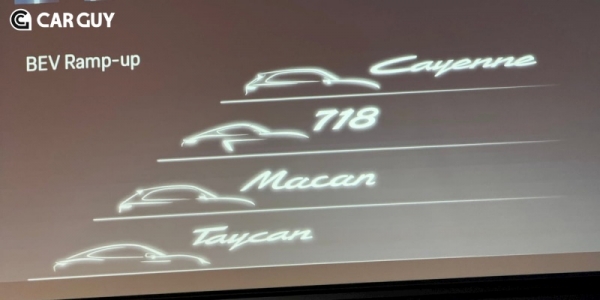 CAR GUY
BEV Ramp-up
Cayenne
718
Macan
Taycan